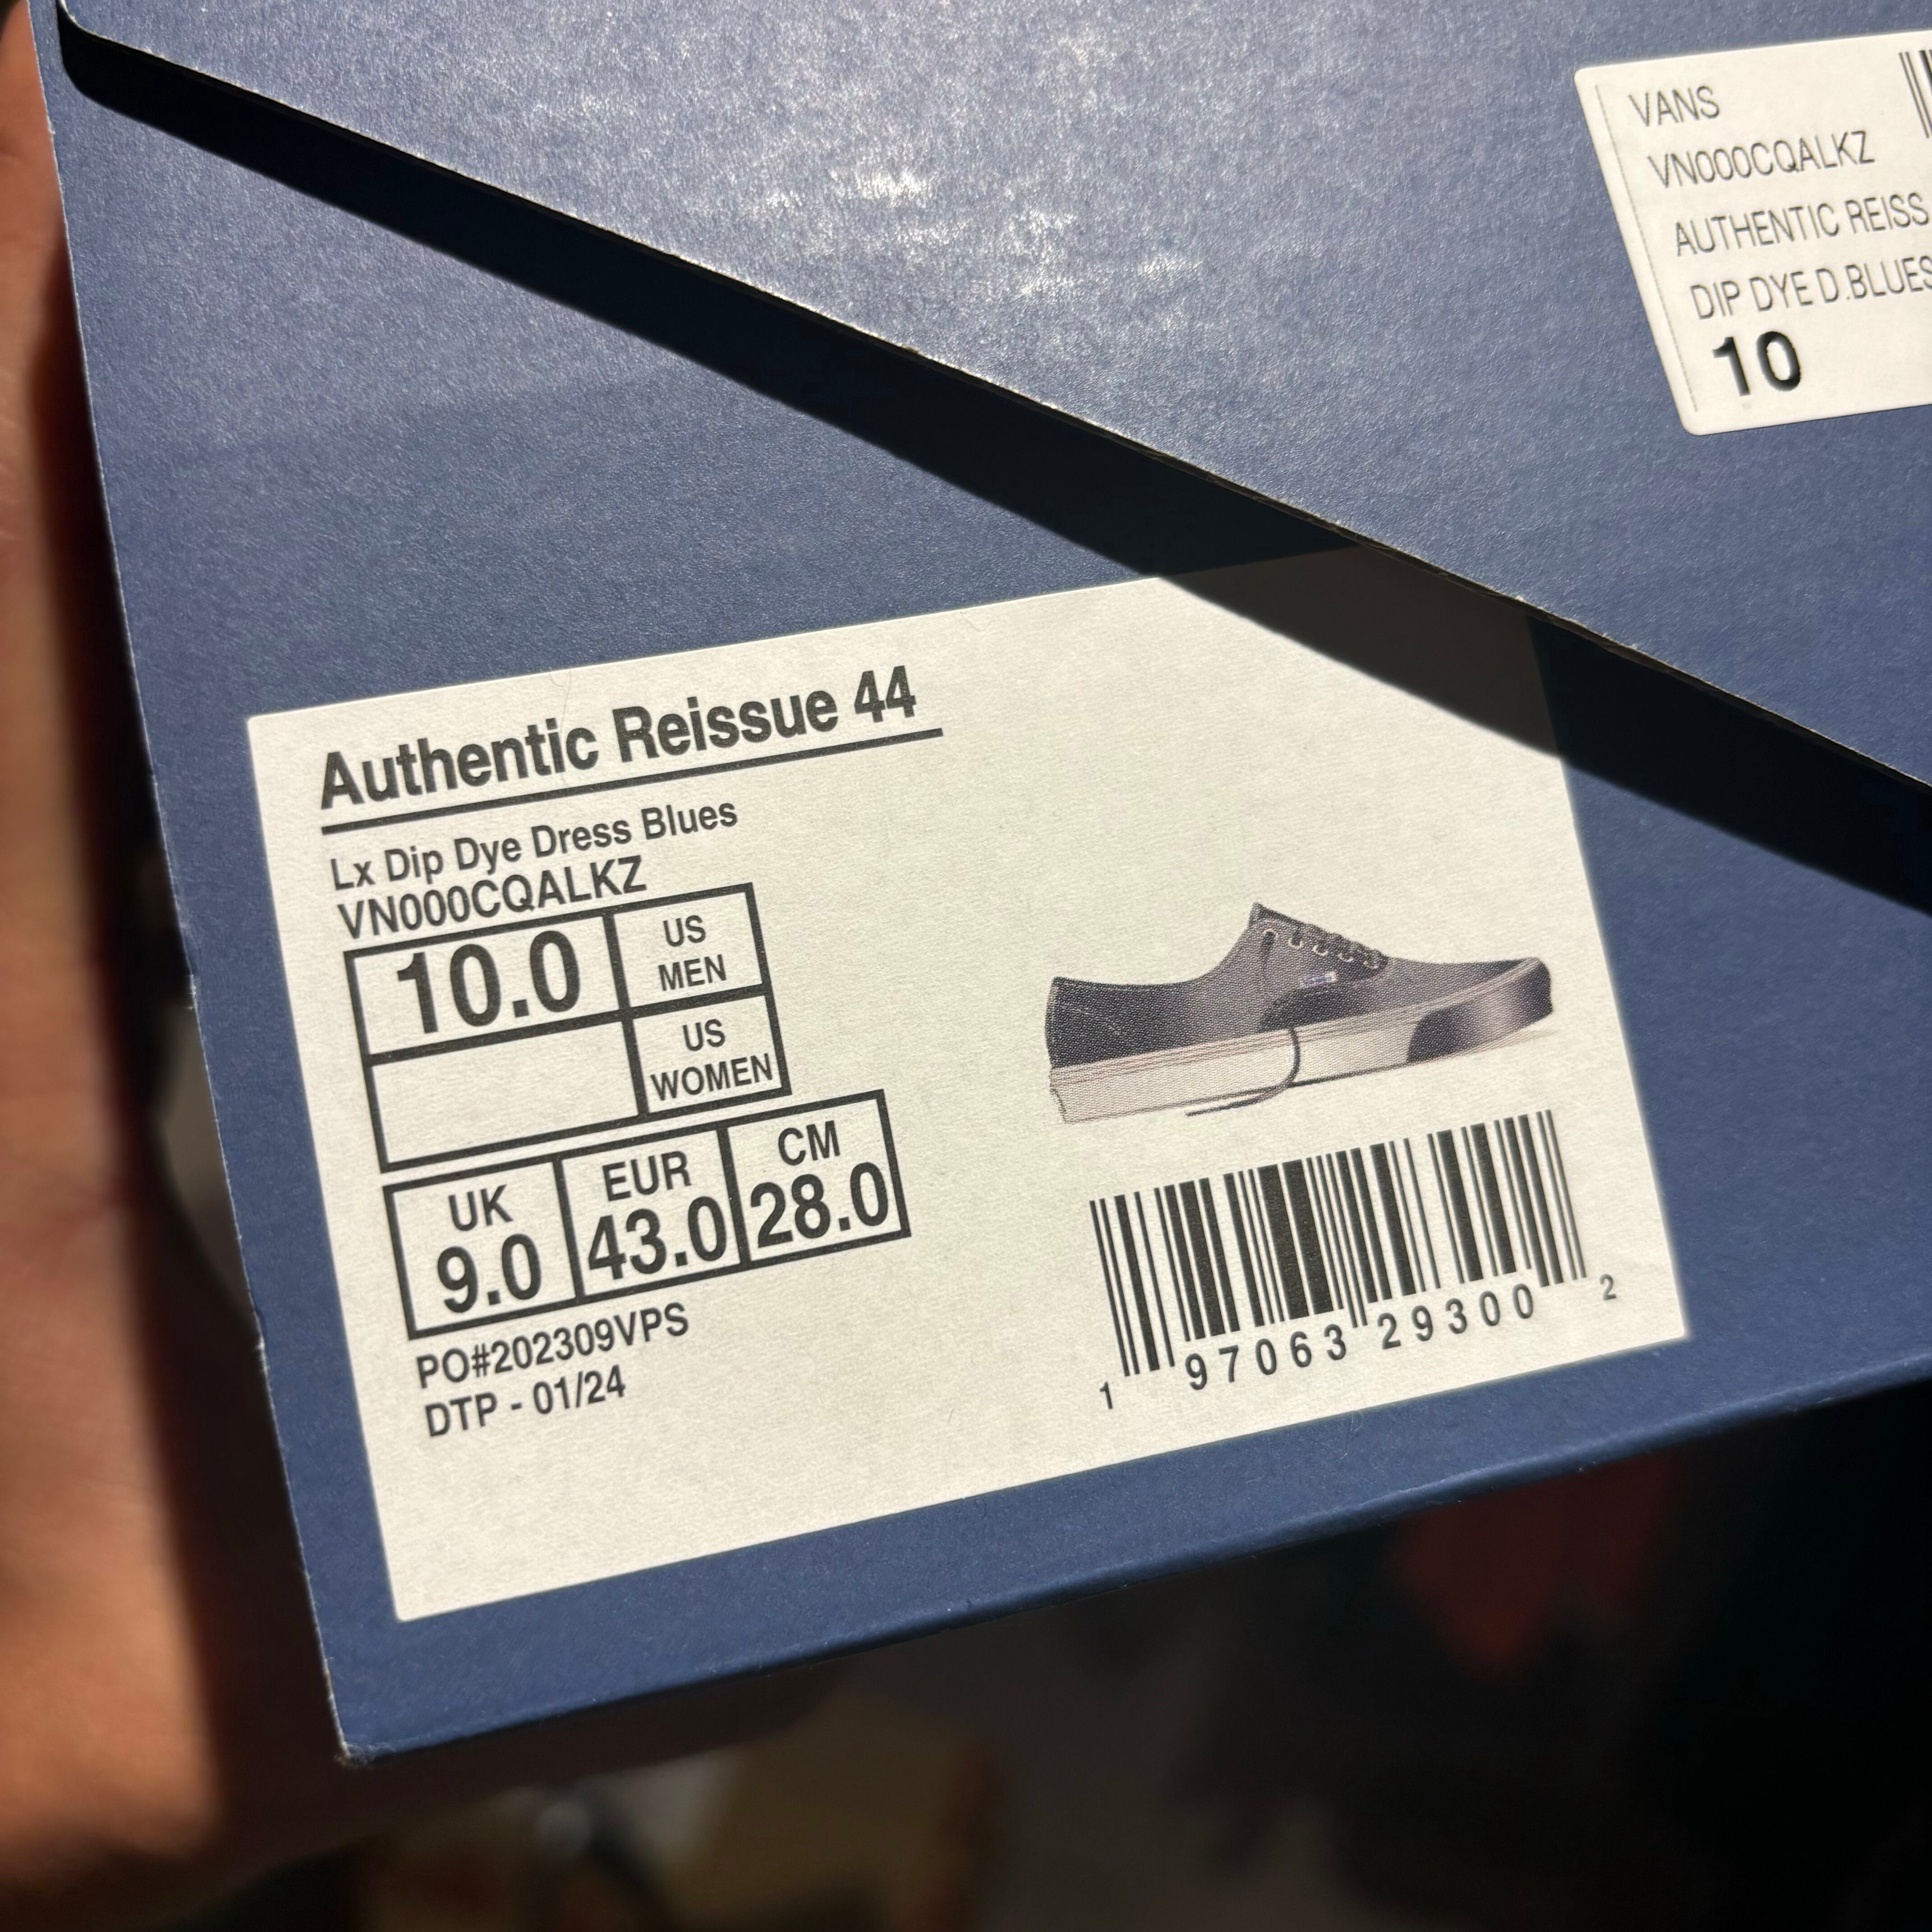 VANS
VN000CQALKZ
AUTHENTIC REISS
DIP DYE D.BLUES
10
Authentic Reissue 44
Lx Dip Dye Dress Blues
VN000CQALKZ
10.0 US MEN
US WOMEN
UK EUR CM
9.0 43.0 28.0
PO#202309VPS
DTP - 01/24
1 97063 29300 2